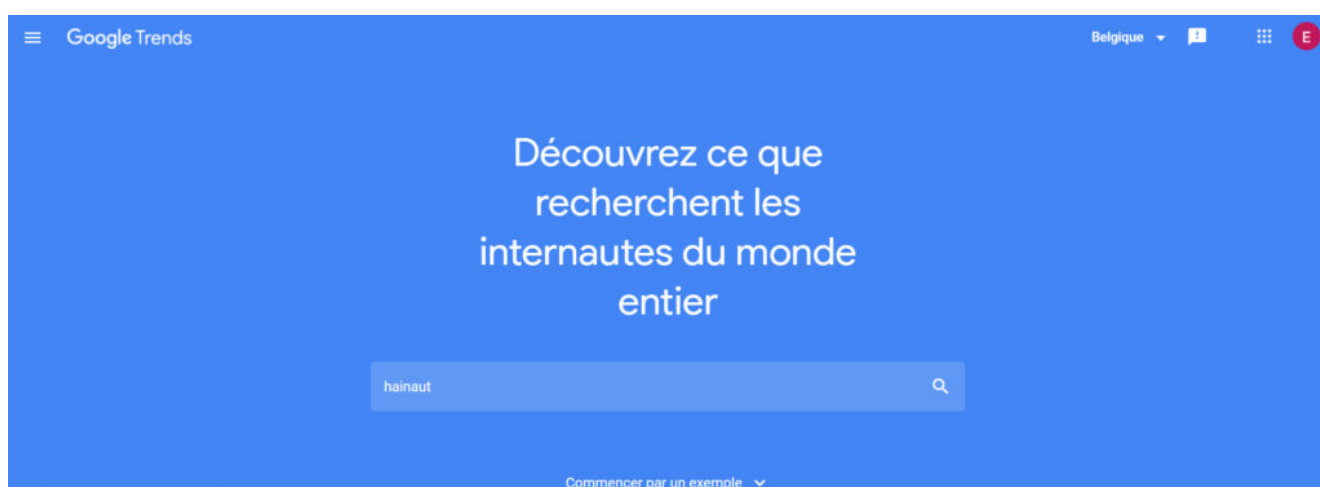 Google Trends
Belgique
E
Découvrez ce que
recherchent les
internautes du monde
entier
hainaut
Commencer par un exemple